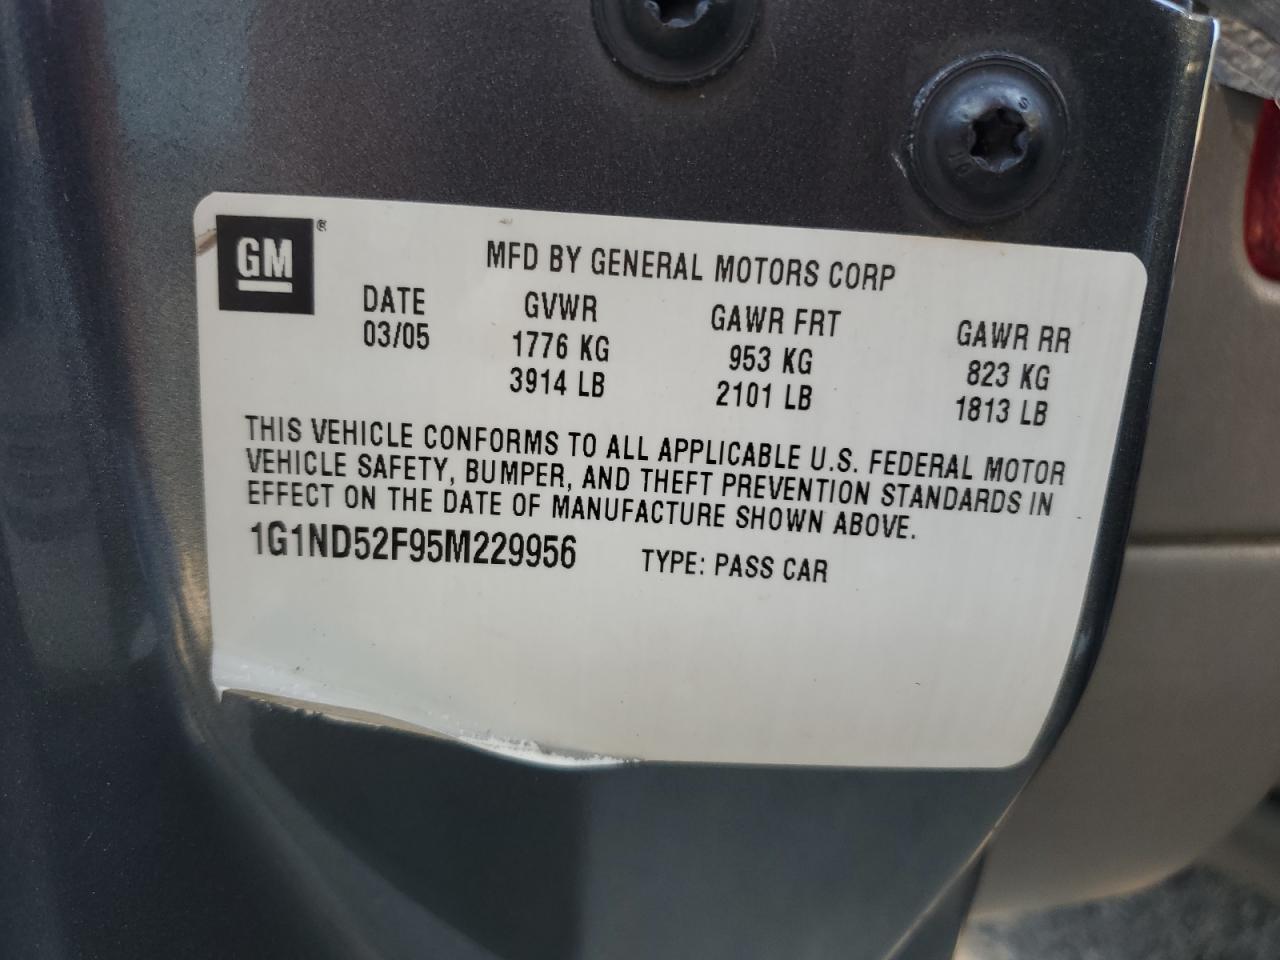 GM ®
MFD BY GENERAL MOTORS CORP
DATE GVWR GAWR FRT GAWR RR
03/05 1776 KG 953 KG 823 KG
3914 LB 2101 LB 1813 LB
THIS VEHICLE CONFORMS TO ALL APPLICABLE U.S. FEDERAL MOTOR
VEHICLE SAFETY, BUMPER, AND THEFT PREVENTION STANDARDS IN
EFFECT ON THE DATE OF MANUFACTURE SHOWN ABOVE.
1G1ND52F95M229956 TYPE: PASS CAR